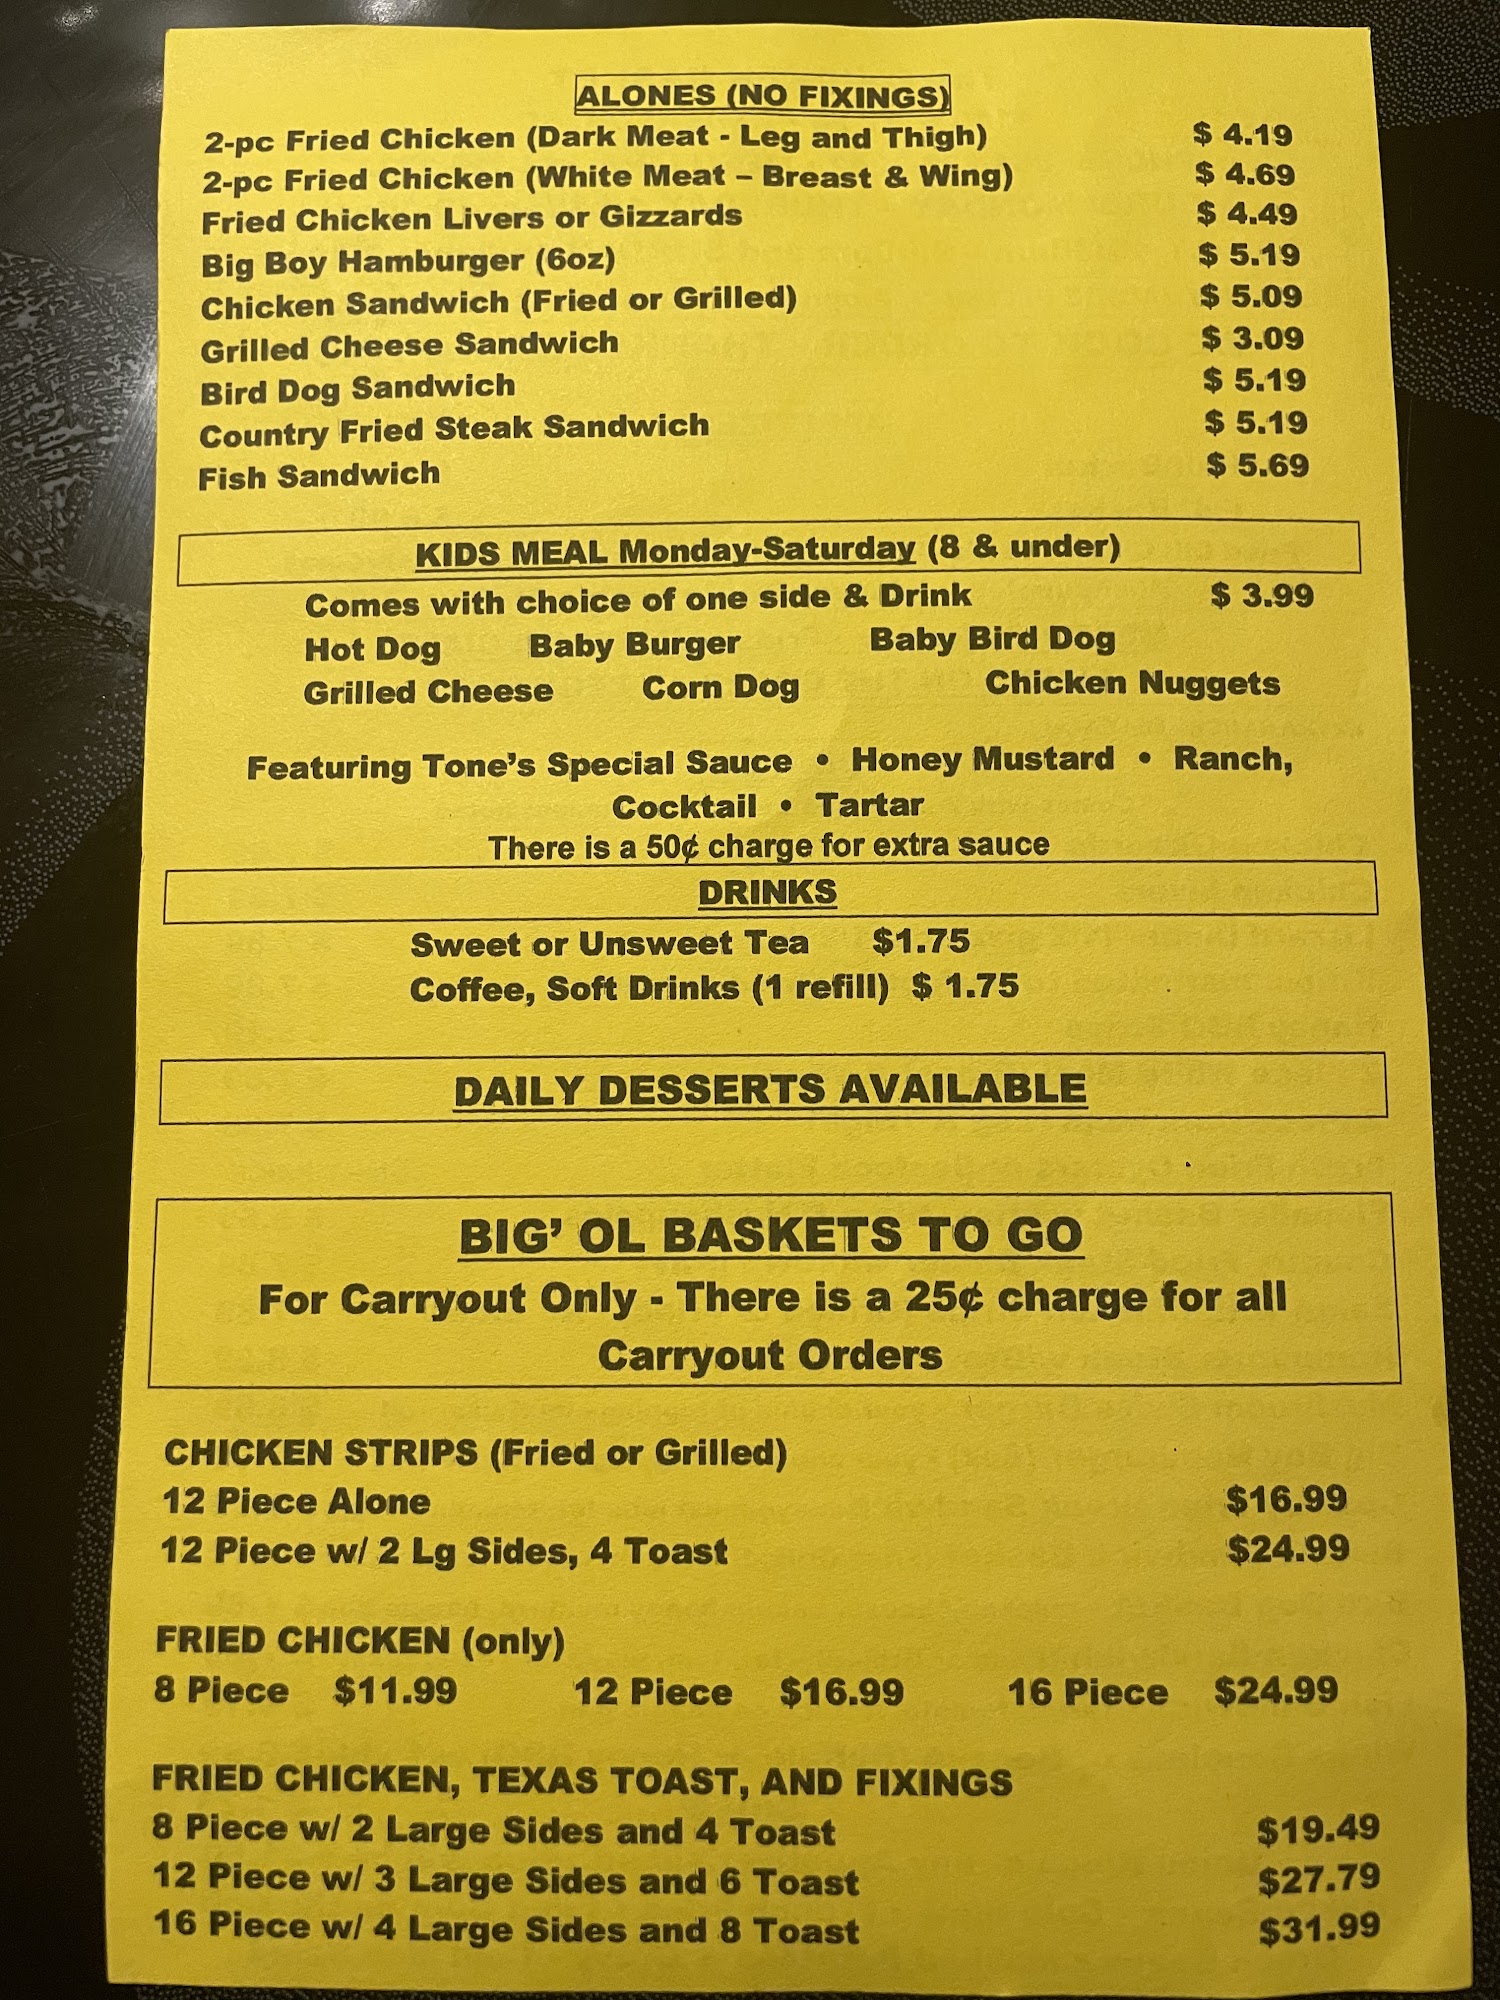 ALONES (NO FIXINGS)
2-pc Fried Chicken (Dark Meat - Leg and Thigh) $ 4.19
2-pc Fried Chicken (White Meat – Breast & Wing) $ 4.69
Fried Chicken Livers or Gizzards $ 4.49
Big Boy Hamburger (6oz) $ 5.19
Chicken Sandwich (Fried or Grilled) $ 5.09
Grilled Cheese Sandwich $ 3.09
Bird Dog Sandwich $ 5.19
Country Fried Steak Sandwich $ 5.19
Fish Sandwich $ 5.69
KIDS MEAL Monday-Saturday (8 & under)
Comes with choice of one side & Drink $ 3.99
Hot Dog Baby Burger Baby Bird Dog
Grilled Cheese Corn Dog Chicken Nuggets
Featuring Tone's Special Sauce • Honey Mustard • Ranch,
Cocktail • Tartar
There is a 50¢ charge for extra sauce
DRINKS
Sweet or Unsweet Tea $1.75
Coffee, Soft Drinks (1 refill) $ 1.75
DAILY DESSERTS AVAILABLE
BIG' OL BASKETS TO GO
For Carryout Only - There is a 25¢ charge for all
Carryout Orders
CHICKEN STRIPS (Fried or Grilled)
12 Piece Alone $16.99
12 Piece w/ 2 Lg Sides, 4 Toast $24.99
FRIED CHICKEN (only)
8 Piece $11.99 12 Piece $16.99 16 Piece $24.99
FRIED CHICKEN, TEXAS TOAST, AND FIXINGS
8 Piece w/ 2 Large Sides and 4 Toast $19.49
12 Piece w/ 3 Large Sides and 6 Toast $27.79
16 Piece w/ 4 Large Sides and 8 Toast $31.99